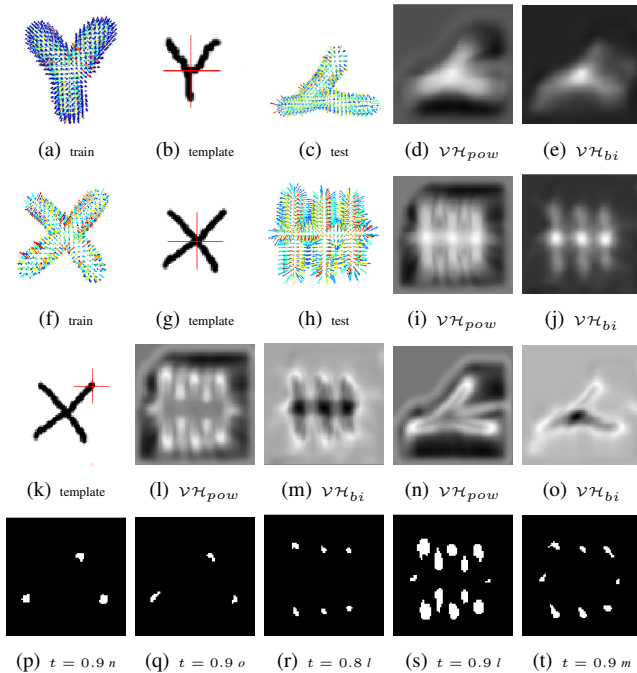 (a) train (b) template (c) test (d) 𝒱ℋ_pow (e) 𝒱ℋ_bi
(f) train (g) template (h) test (i) 𝒱ℋ_pow (j) 𝒱ℋ_bi
(k) template (l) 𝒱ℋ_pow (m) 𝒱ℋ_bi (n) 𝒱ℋ_pow (o) 𝒱ℋ_bi
(p) t = 0.9 n (q) t = 0.9 o (r) t = 0.8 l (s) t = 0.9 l (t) t = 0.9 m